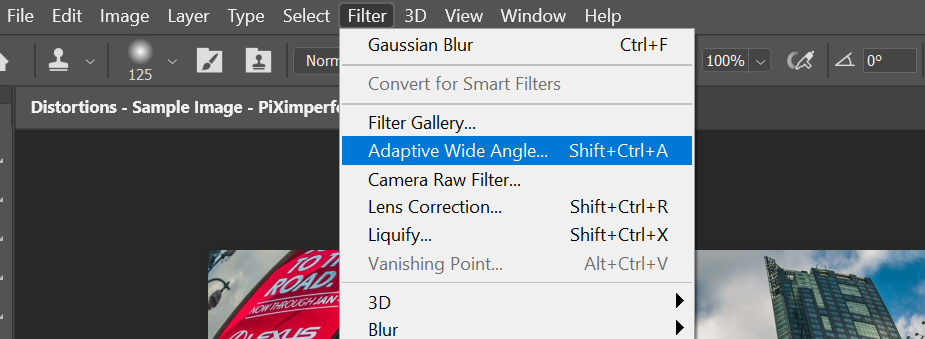 File Edit Image Layer Type Select Filter 3D View Window Help
125
100%
0°
Distortions - Sample Image - PiXimperfe
Gaussian Blur Ctrl+F
Convert for Smart Filters
Filter Gallery...
Adaptive Wide Angle... Shift+Ctrl+A
Camera Raw Filter...
Lens Correction... Shift+Ctrl+R
Liquify... Shift+Ctrl+X
Vanishing Point... Alt+Ctrl+V
3D
Blur
TO TH
ROAD.
NOW THROUGH JAN
LEXUS